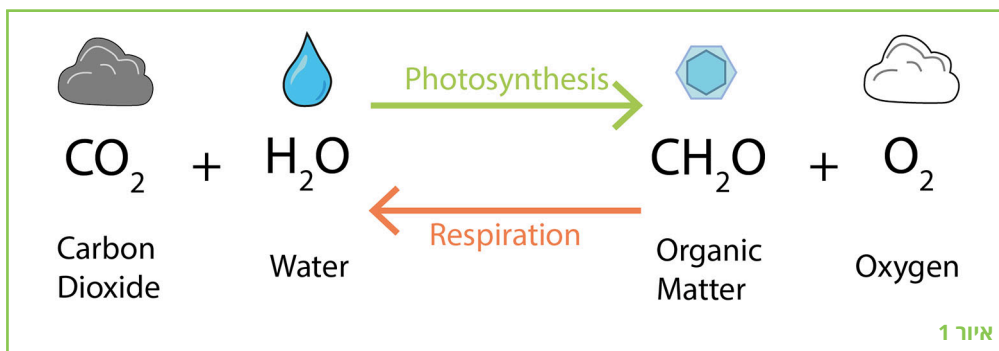 Photosynthesis
CO₂ + H₂O CH₂O + O₂
Respiration
Carbon Dioxide
Water
Organic Matter
Oxygen
איור 1